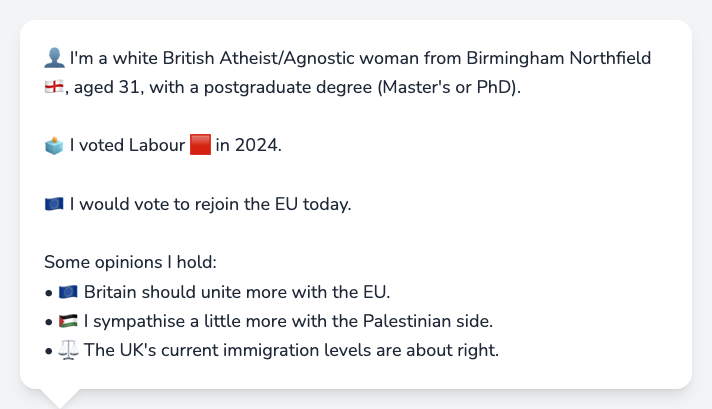 👤 I'm a white British Atheist/Agnostic woman from Birmingham Northfield
🏴󠁧󠁢󠁥󠁮󠁧󠁿, aged 31, with a postgraduate degree (Master's or PhD).
🗳️ I voted Labour 🟥 in 2024.
🇪🇺 I would vote to rejoin the EU today.
Some opinions I hold:
• 🇪🇺 Britain should unite more with the EU.
• 🇵🇸 I sympathise a little more with the Palestinian side.
• ⚖️ The UK's current immigration levels are about right.